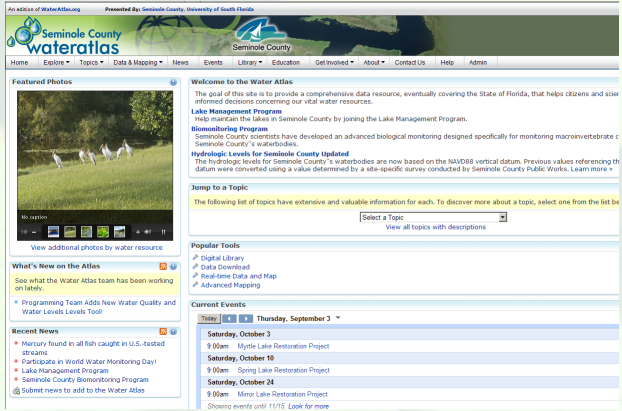 An edition of WaterAtlas.org Presented By: Seminole County, University of South Florida
Seminole County
wateratlas
Seminole County
Home Explore Topics Data & Mapping News Events Library Education Get Involved About Contact Us Help Admin
Featured Photos
No caption
View additional photos by water resource
What's New on the Atlas
See what the Water Atlas team has been working
on lately.
Programming Team Adds New Water Quality and
Water Levels Levels Tool!
Recent News
Mercury found in all fish caught in U.S.-tested
streams
Participate in World Water Monitoring Day!
Lake Management Program
Seminole County Biomonitoring Program
Submit news to add to the Water Atlas
Welcome to the Water Atlas
The goal of this site is to provide a comprehensive data resource, eventually covering the State of Florida, that helps citizens and scien
informed decisions concerning our vital water resources.
Lake Management Program
Help maintain the lakes in Seminole County by joining the Lake Management Program.
Biomonitoring Program
Seminole County scientists have developed an advanced biological monitoring designed specifically for monitoring macroinvertebrate c
Seminole County''s waterbodies.
Hydrologic Levels for Seminole County Updated
The hydrologic levels for Seminole County''s waterbodies are now based on the NAVD88 vertical datum. Previous values referencing th
datum were converted using a value determined by a site-specific survey conducted by Seminole County Public Works. Learn more »
Jump to a Topic
The following list of topics have extensive and valuable information for each. To discover more about a topic, select one from the list be
Select a Topic
View all topics with descriptions
Popular Tools
Digital Library
Data Download
Real-time Data and Map
Advanced Mapping
Current Events
Today Thursday, September 3
Saturday, October 3
9:00am Myrtle Lake Restoration Project
Saturday, October 10
9:00am Spring Lake Restoration Project
Saturday, October 24
9:00am Mirror Lake Restoration Project
Showing events until 11/15. Look for more